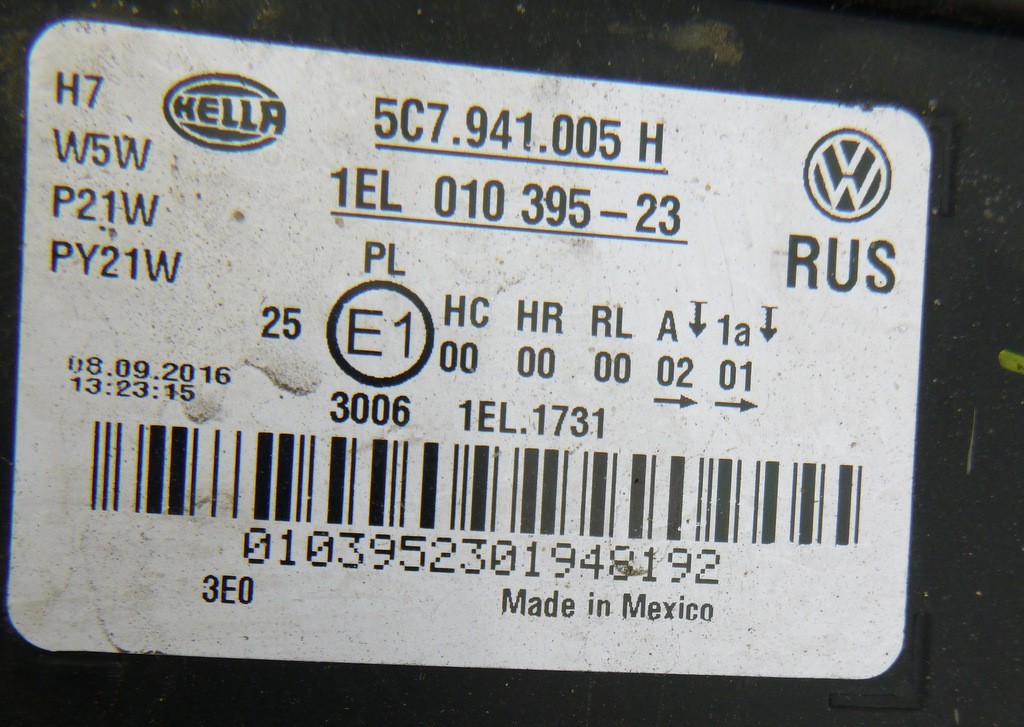 H7
W5W
P21W
PY21W
HELLA
5C7.941.005 H
1EL 010 395-23
VW
RUS
PL
25 E1 HC HR RL A 1a
00 00 00 02 01
3006 1EL.1731
08.09.2016
13:23:15
0103952301948192
3E0
Made in Mexico